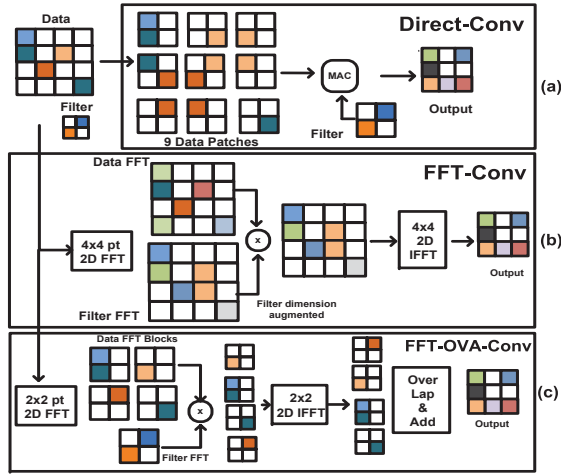 Data
Direct-Conv
MAC
Filter
Filter
Output
9 Data Patches
(a)
Data FFT
FFT-Conv
4x4 pt
2D FFT
x
4x4
2D
IFFT
Output
Filter dimension
augmented
Filter FFT
(b)
Data FFT Blocks
FFT-OVA-Conv
2x2 pt
2D FFT
x
2x2
2D IFFT
Over
Lap
&
Add
Output
Filter FFT
(c)